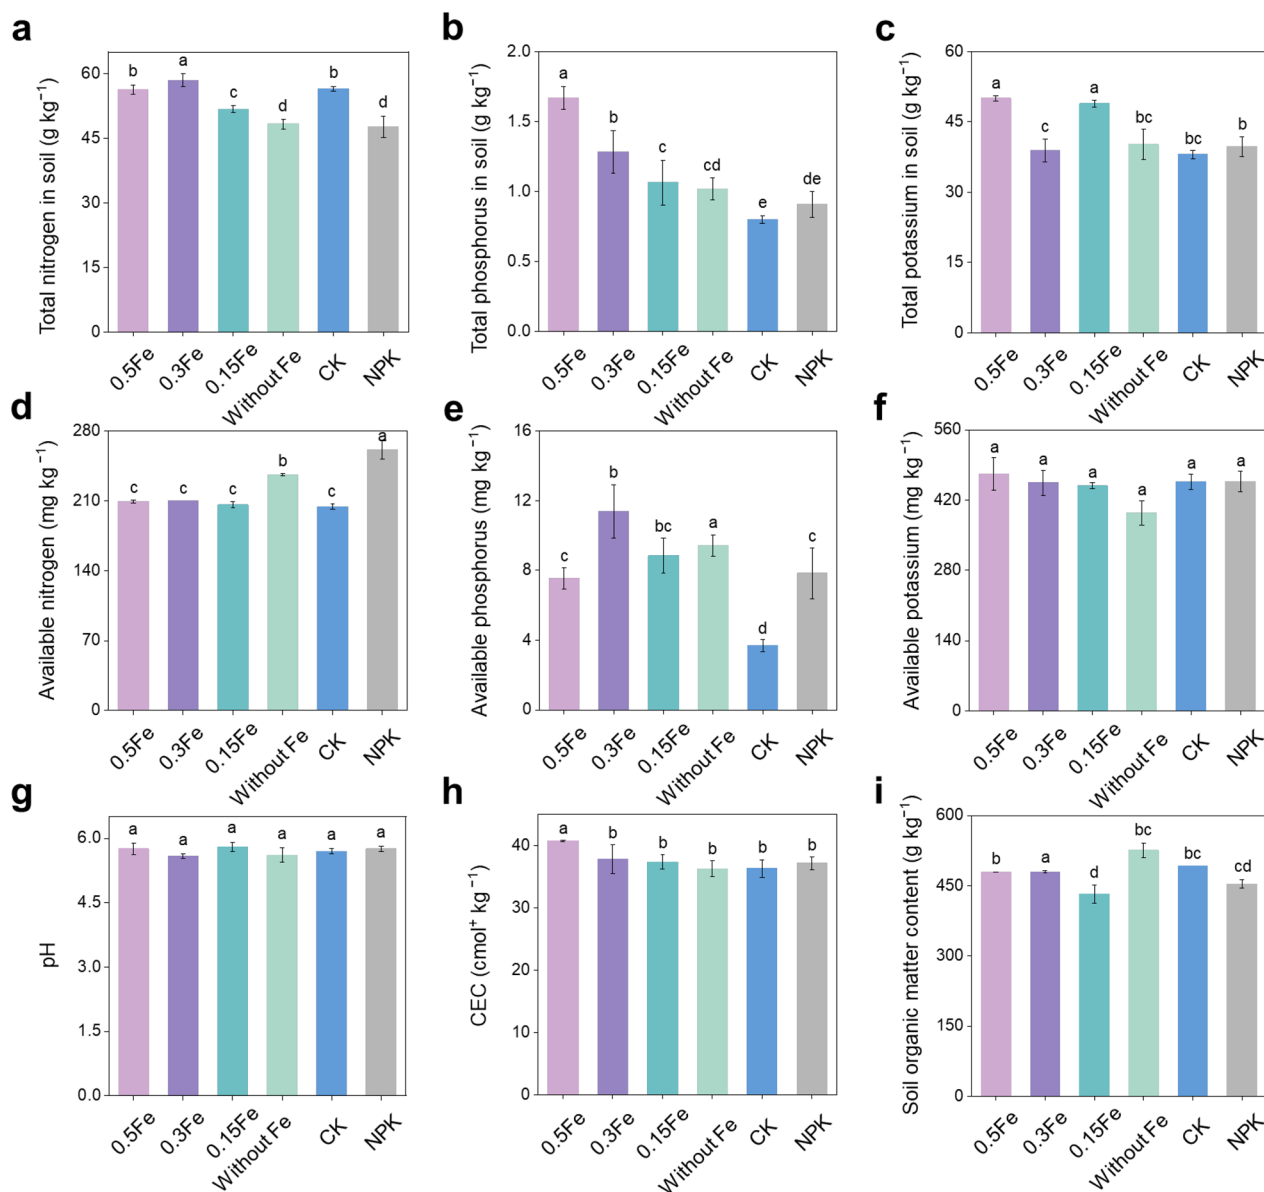 a
Total nitrogen in soil (g kg⁻¹)
60
45
30
15
0
b
a
c
d
b
d
0.5Fe
0.3Fe
0.15Fe
Without Fe
CK
NPK
b
Total phosphorus in soil (g kg⁻¹)
2.0
1.5
1.0
0.5
0.0
a
b
c
cd
e
de
0.5Fe
0.3Fe
0.15Fe
Without Fe
CK
NPK
c
Total potassium in soil (g kg⁻¹)
60
45
30
15
0
a
c
a
bc
bc
b
0.5Fe
0.3Fe
0.15Fe
Without Fe
CK
NPK
d
Available nitrogen (mg kg⁻¹)
280
210
140
70
0
c
c
c
b
c
a
0.5Fe
0.3Fe
0.15Fe
Without Fe
CK
NPK
e
Available phosphorus (mg kg⁻¹)
16
12
8
4
0
c
b
bc
a
d
c
0.5Fe
0.3Fe
0.15Fe
Without Fe
CK
NPK
f
Available potassium (mg kg⁻¹)
560
420
280
140
0
a
a
a
a
a
a
0.5Fe
0.3Fe
0.15Fe
Without Fe
CK
NPK
g
pH
6.0
4.5
3.0
1.5
0.0
a
a
a
a
a
a
0.5Fe
0.3Fe
0.15Fe
Without Fe
CK
NPK
h
CEC (cmol⁺ kg⁻¹)
40
30
20
10
0
a
b
b
b
b
b
0.5Fe
0.3Fe
0.15Fe
Without Fe
CK
NPK
i
Soil organic matter content (g kg⁻¹)
600
450
300
150
0
b
a
d
bc
bc
cd
0.5Fe
0.3Fe
0.15Fe
Without Fe
CK
NPK